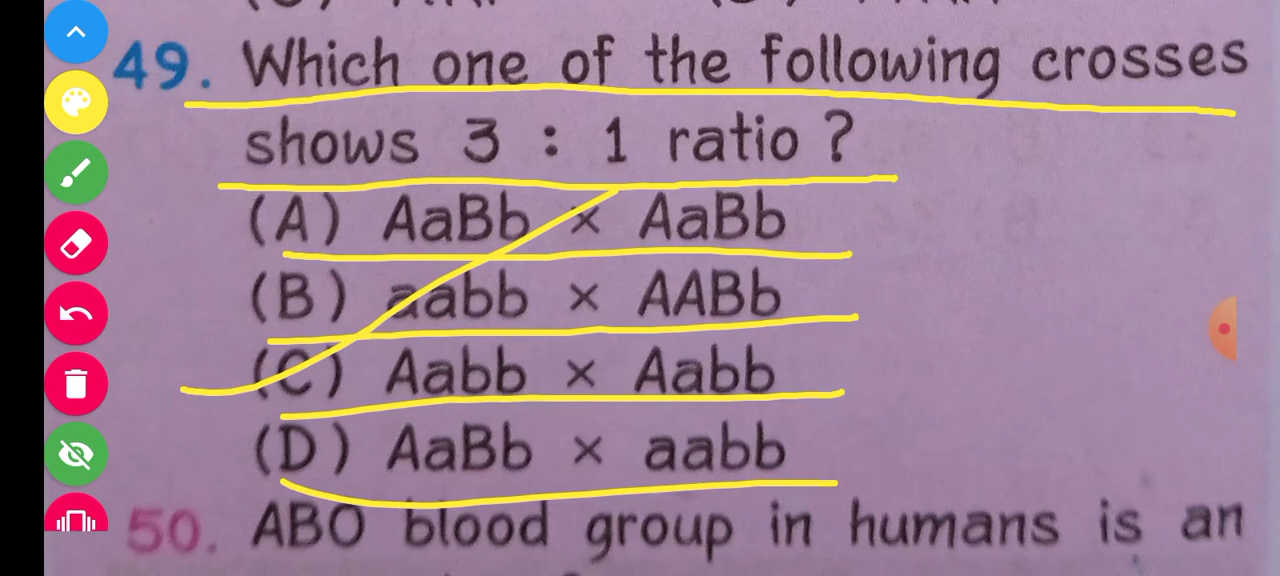 49. Which one of the following crosses
shows 3 : 1 ratio ?
(A) AaBb × AaBb
(B) aabb × AABb
(C) Aabb × Aabb
(D) AaBb × aabb
50. ABO blood group in humans is an